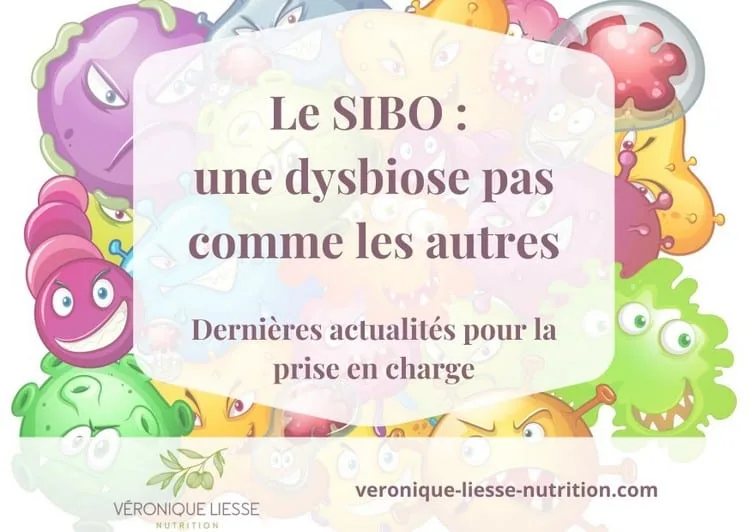 Le SIBO :
une dysbiose pas
comme les autres
Dernières actualités pour la
prise en charge
VÉRONIQUE LIESSE
NUTRITION
veronique-liesse-nutrition.com